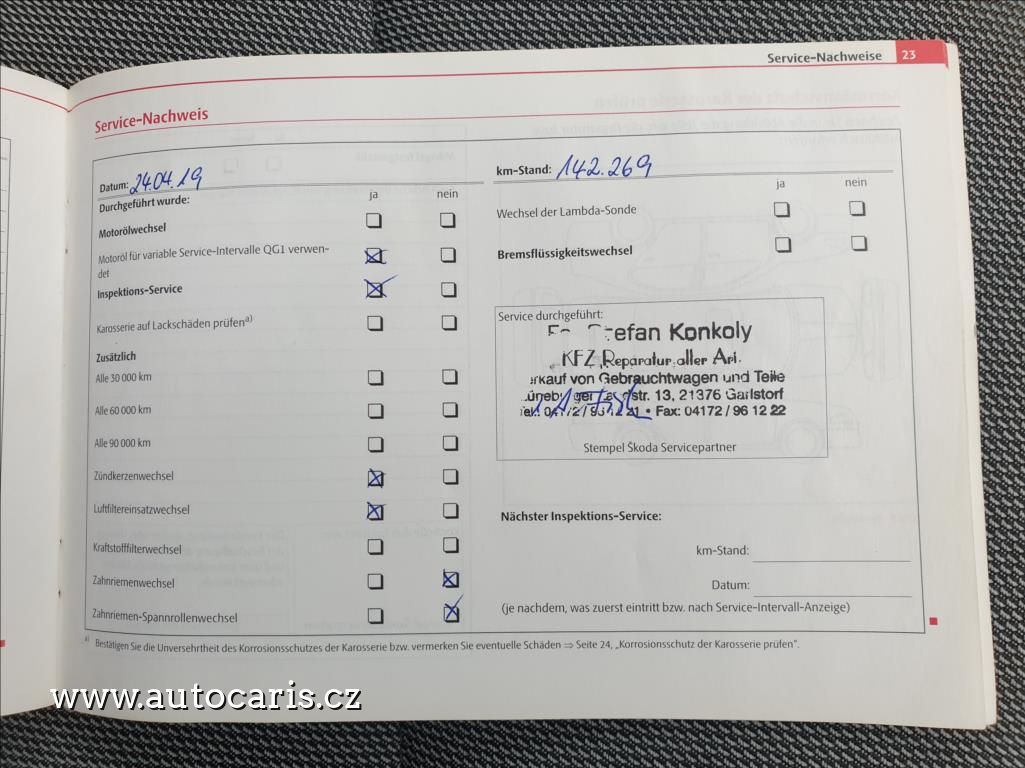 Service-Nachweise 23
Service-Nachweis
Datum: 24.04.19
km-Stand: 142.269
Durchgeführt wurde:
ja nein
Motorölwechsel
Motoröl für variable Service-Intervalle QG1 verwen-
det
Inspektions-Service
Karosserie auf Lackschäden prüfen a)
Zusätzlich
Alle 30 000 km
Alle 60 000 km
Alle 90 000 km
Zündkerzenwechsel
Luftfiltereinsatzwechsel
Kraftstofffilterwechsel
Zahnriemenwechsel
Zahnriemen-Spannrollenwechsel
ja nein
Wechsel der Lambda-Sonde
Bremsflüssigkeitswechsel
Service durchgeführt:
Konkoly
KFZ Reparatur aller Art.
von Gebrauchtwagen und Teile
str. 13, 21376 Garlstorf
• Fax: 04172 / 96 12 22
Stempel Škoda Servicepartner
Nächster Inspektions-Service:
km-Stand:
Datum:
(je nachdem, was zuerst eintritt bzw. nach Service-Intervall-Anzeige)
a) Bestätigen Sie die Unversehrtheit des Korrosionsschutzes der Karosserie bzw. vermerken Sie eventuelle Schäden ⇒ Seite 24, „Korrosionsschutz der Karosserie prüfen“.
www.autocaris.cz